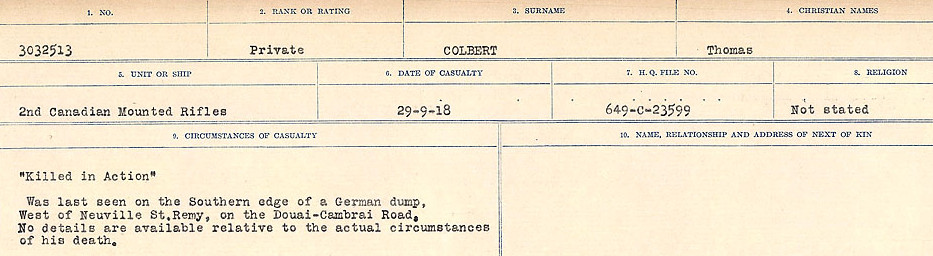 1. NO. 2. RANK OR RATING 3. SURNAME 4. CHRISTIAN NAMES
3032513 Private COLBERT Thomas
5. UNIT OR SHIP 6. DATE OF CASUALTY 7. H. Q. FILE NO. 8. RELIGION
2nd Canadian Mounted Rifles 29-9-18 649-C-23599 Not stated
9. CIRCUMSTANCES OF CASUALTY 10. NAME, RELATIONSHIP AND ADDRESS OF NEXT OF KIN
"Killed in Action"
Was last seen on the Southern edge of a German dump,
West of Neuville St.Remy, on the Douai-Cambrai Road.
No details are available relative to the actual circumstances
of his death.